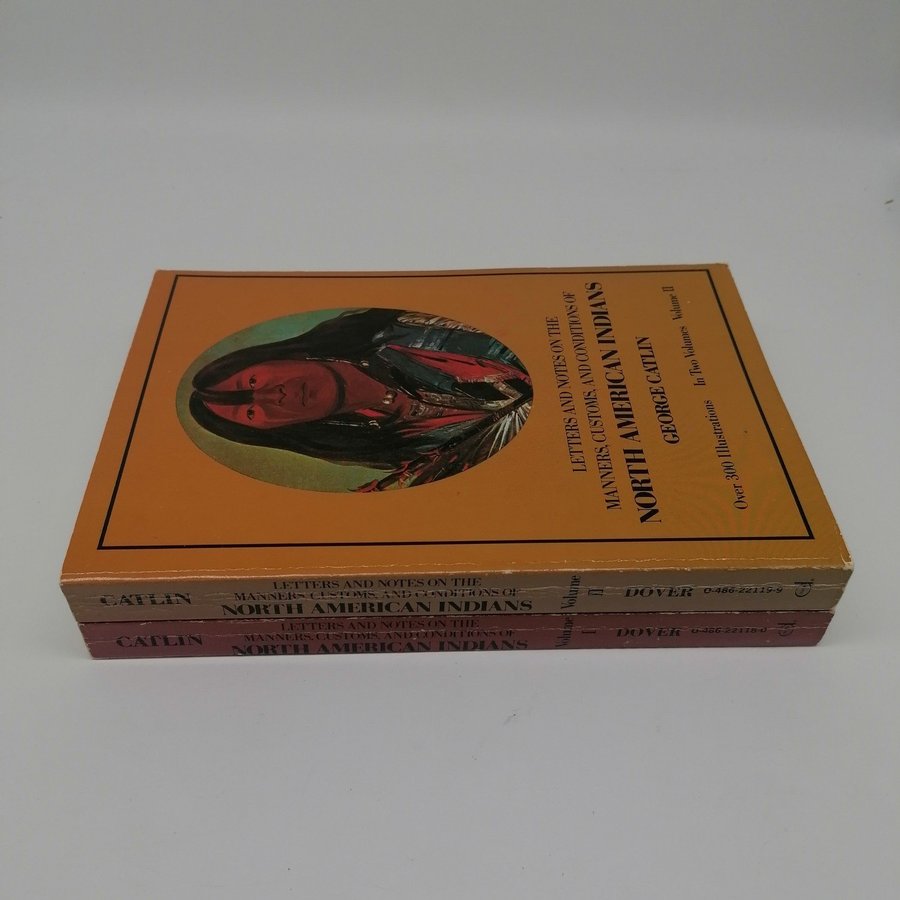 LETTERS AND NOTES ON THE
MANNERS, CUSTOMS, AND CONDITIONS OF
NORTH AMERICAN INDIANS
GEORGE CATLIN
Over 300 Illustrations In Two Volumes Volume II
CATLIN
LETTERS AND NOTES ON THE
MANNERS, CUSTOMS, AND CONDITIONS OF
NORTH AMERICAN INDIANS
Volume
II
DOVER
0-486-22119-9
CATLIN
LETTERS AND NOTES ON THE
MANNERS, CUSTOMS, AND CONDITIONS OF
NORTH AMERICAN INDIANS
Volume
I
DOVER
0-486-22118-0